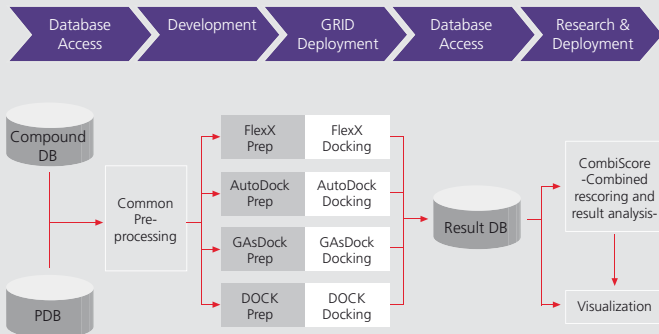 Database
Access
Development
GRID
Deployment
Database
Access
Research &
Deployment
Compound
DB
PDB
Common
Pre-
processing
FlexX
Prep
FlexX
Docking
AutoDock
Prep
AutoDock
Docking
GAsDock
Prep
GAsDock
Docking
DOCK
Prep
DOCK
Docking
Result DB
CombiScore
-Combined
rescoring and
result analysis-
Visualization